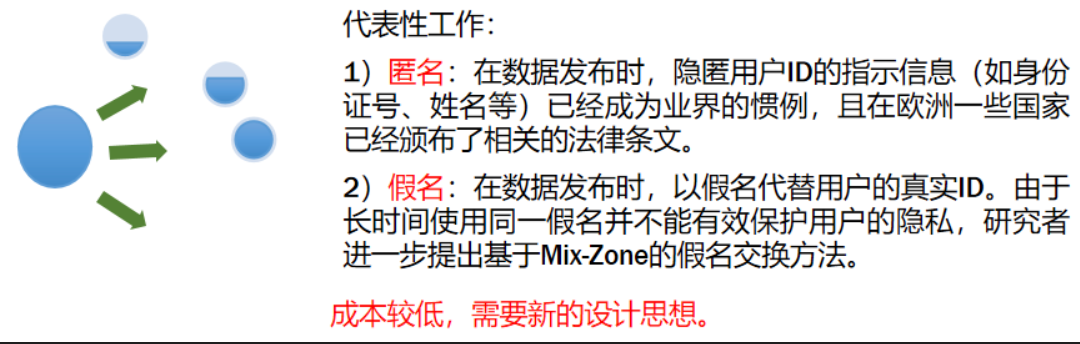 代表性工作：
1）匿名：在数据发布时，隐匿用户ID的指示信息（如身份
证号、姓名等）已经成为业界的惯例，且在欧洲一些国家
已经颁布了相关的法律条文。
2）假名：在数据发布时，以假名代替用户的真实ID。由于
长时间使用同一假名并不能有效保护用户的隐私，研究者
进一步提出基于Mix-Zone的假名交换方法。
成本较低，需要新的设计思想。